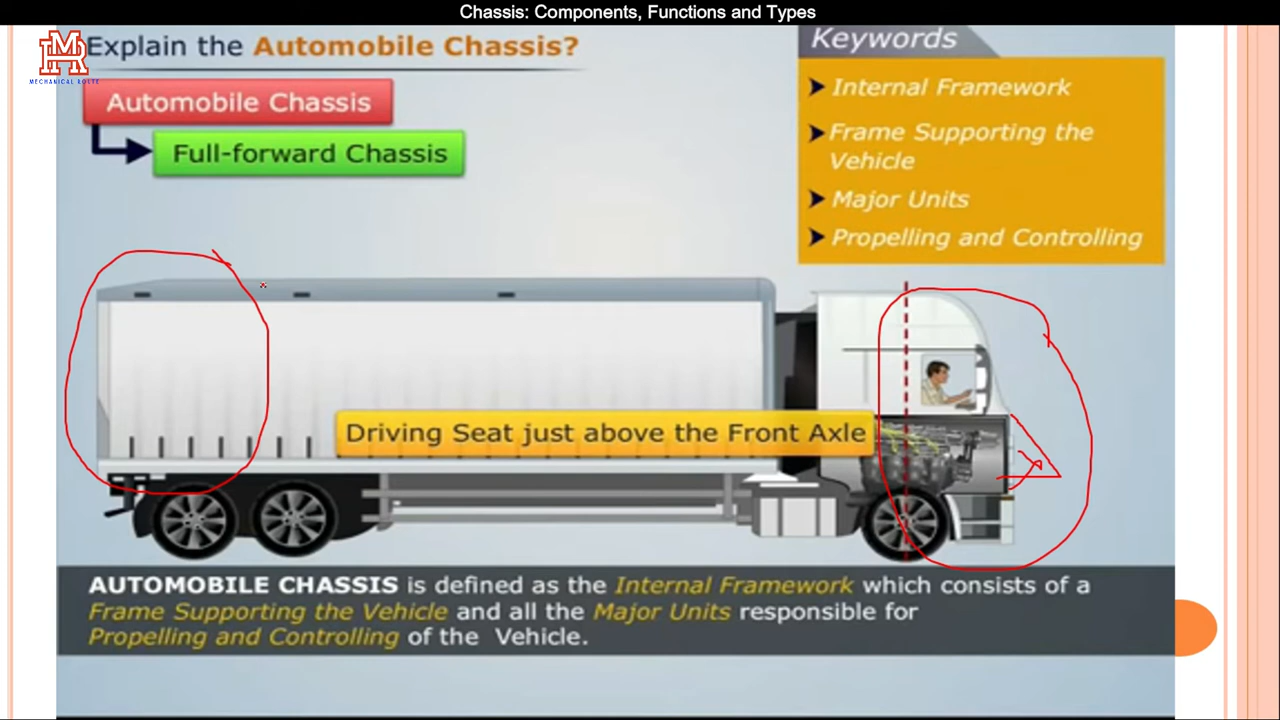 Chassis: Components, Functions and Types
MR
MECHANICAL ROUTE
Explain the Automobile Chassis?
Automobile Chassis
Full-forward Chassis
Keywords
Internal Framework
Frame Supporting the
Vehicle
Major Units
Propelling and Controlling
Driving Seat just above the Front Axle
AUTOMOBILE CHASSIS is defined as the Internal Framework which consists of a
Frame Supporting the Vehicle and all the Major Units responsible for
Propelling and Controlling of the Vehicle.